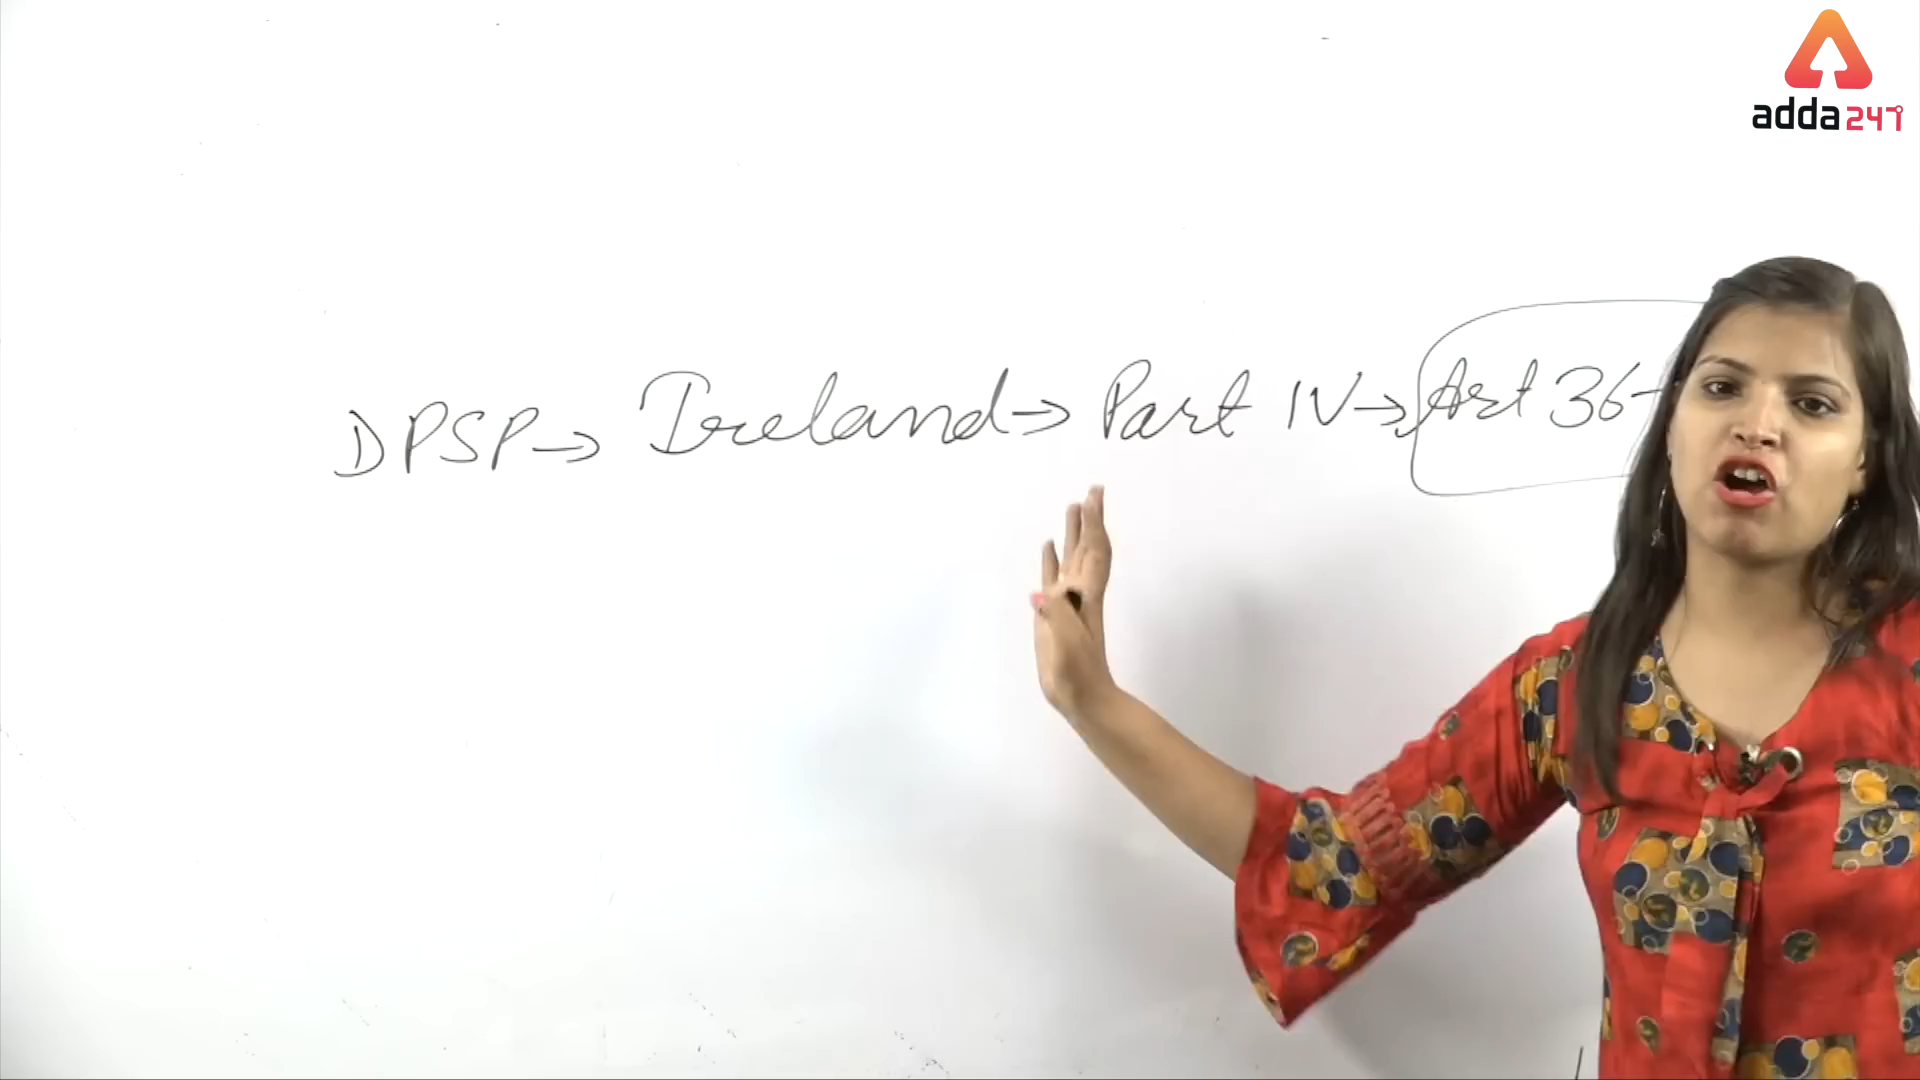 adda247
DPSP→ Ireland→ Part IV→ Art 36-